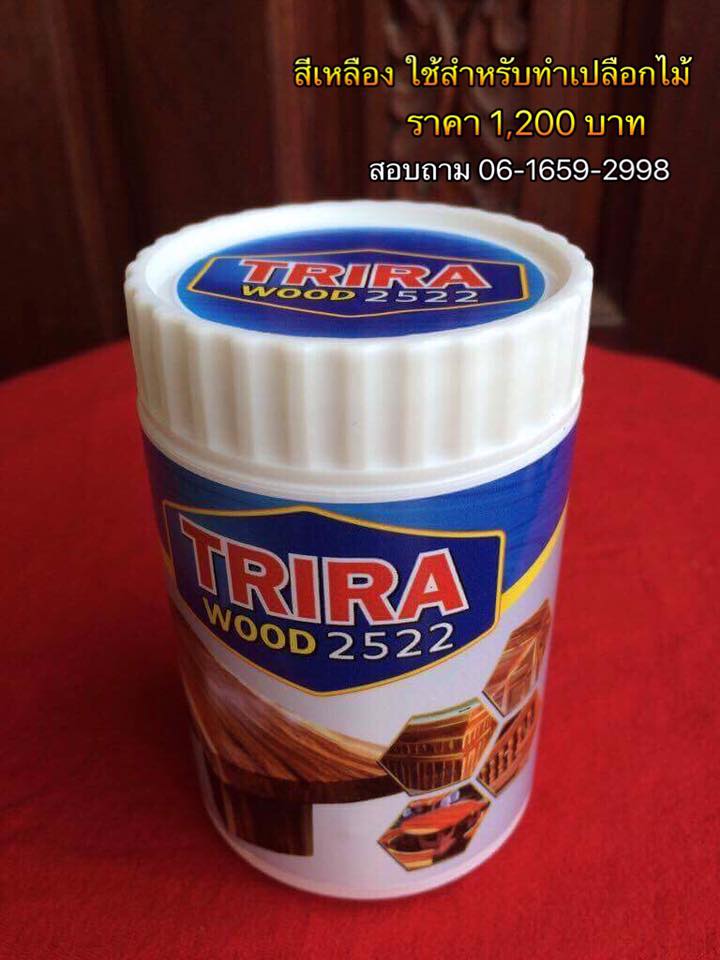 สีเหลือง ใช้สำหรับทำเปลือกไม้
ราคา 1,200 บาท
สอบถาม 06-1659-2998
TRIRA
WOOD 2522
TRIRA
WOOD 2522